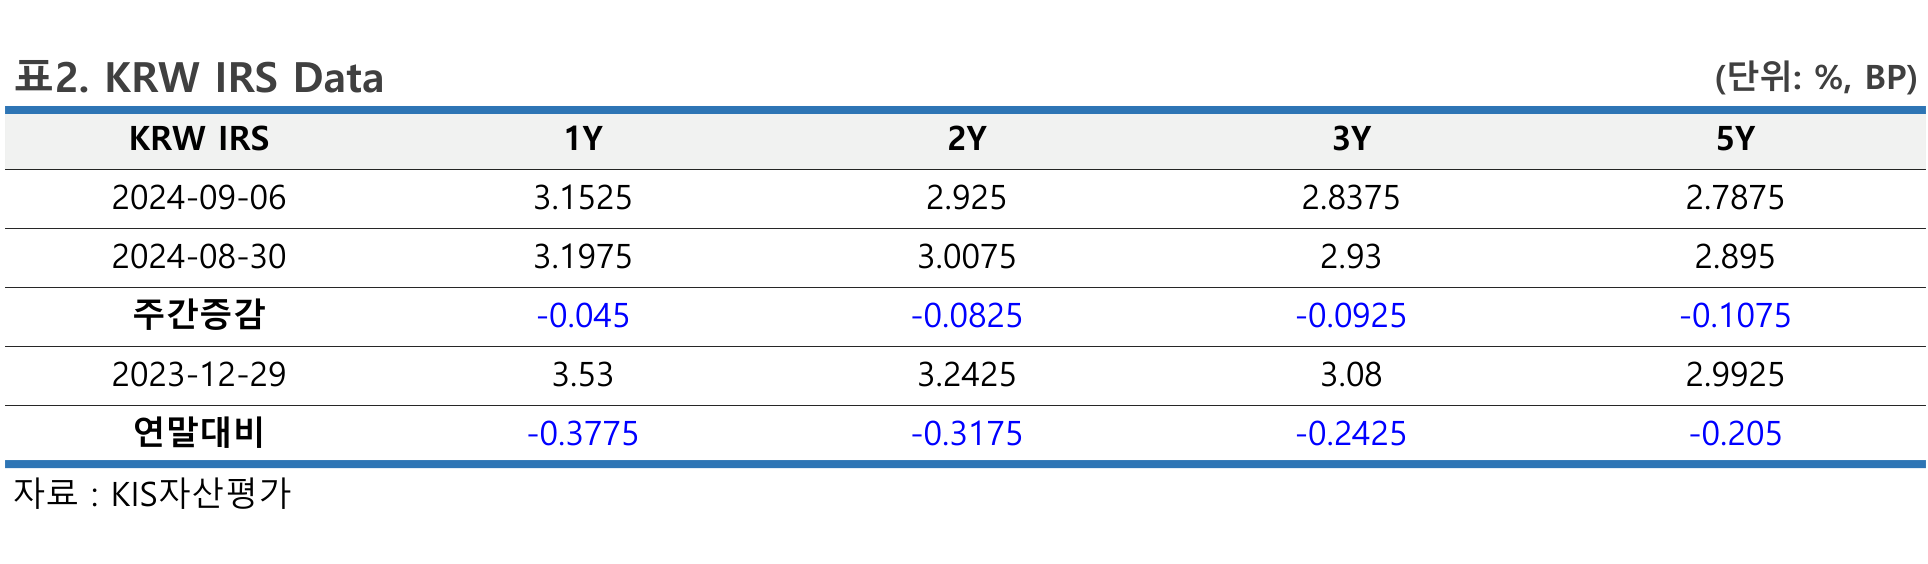 표2. KRW IRS Data (단위: %, BP)
KRW IRS 1Y 2Y 3Y 5Y
2024-09-06 3.1525 2.925 2.8375 2.7875
2024-08-30 3.1975 3.0075 2.93 2.895
주간증감 -0.045 -0.0825 -0.0925 -0.1075
2023-12-29 3.53 3.2425 3.08 2.9925
연말대비 -0.3775 -0.3175 -0.2425 -0.205
자료 : KIS자산평가